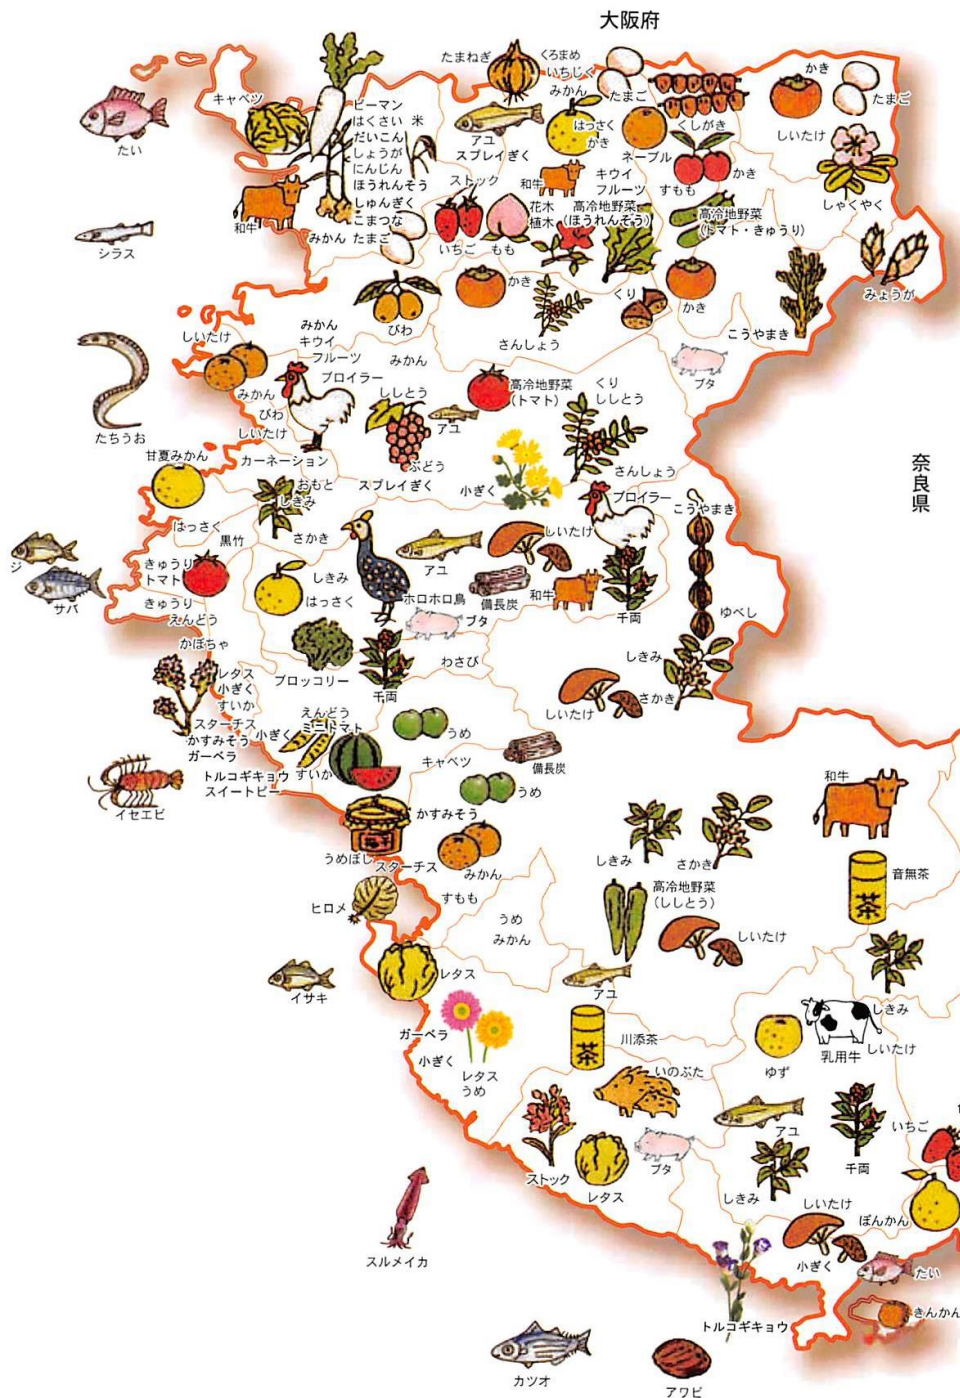 大阪府
たまねぎ
くろまめ
いちじく
みかん
たまご
はっさく
かき
くしがき
かき
たまご
しいたけ
しゃくやく
キャベツ
ピーマン
はくさい 米
だいこん
しょうが
にんじん
ほうれんそう
しゅんぎく
こまつな
みかん たまご
和牛
たい
アユ
スプレイぎく
ストック
和牛
ネーブル
キウイ
フルーツ
すもも
かき
花木
植木
高冷地野菜
(ほうれんそう)
高冷地野菜
(トマト・きゅうり)
いちご
もも
シラス
みょうが
びわ
かき
さんしょう
くり
かき
こうやまき
しいたけ
みかん
キウイ
フルーツ
みかん
ブタ
みかん
びわ
しいたけ
ブロイラー
ししとう
アユ
ぶどう
高冷地野菜
(トマト)
くり
ししとう
さんしょう
たちうお
カーネーション
スプレイぎく
小ぎく
甘夏みかん
おもと
しきみ
はっさく
黒竹
さかき
ブロイラー
こうやまき
奈良県
ジ
サバ
きゅうり
トマト
きゅうり
えんどう
かぼちゃ
しきみ
はっさく
ホロホロ鳥
アユ
しいたけ
備長炭
和牛
千両
ゆべし
ブタ
わさび
ブロッコリー
千両
しきみ
さかき
しいたけ
レタス
小ぎく
すいか
スターチス
かすみそう
ガーベラ
小ぎく
えんどう
ミニトマト
うめ
トルコギキョウ
スイートピー
すいか
キャベツ
備長炭
うめ
イセエビ
かすみそう
うめぼし
スターチス
みかん
和牛
しきみ
さかき
音無茶
ヒロメ
すもも
うめ
みかん
高冷地野菜
(ししとう)
しいたけ
イサキ
レタス
アユ
ガーベラ
小ぎく
レタス
うめ
川添茶
ゆず
しきみ
乳用牛
しいたけ
いのぶた
アユ
千両
いちご
ストック
レタス
ブタ
しきみ
しいたけ
小ぎく
ぽんかん
スルメイカ
トルコギキョウ
たい
きんかん
カツオ
アワビ